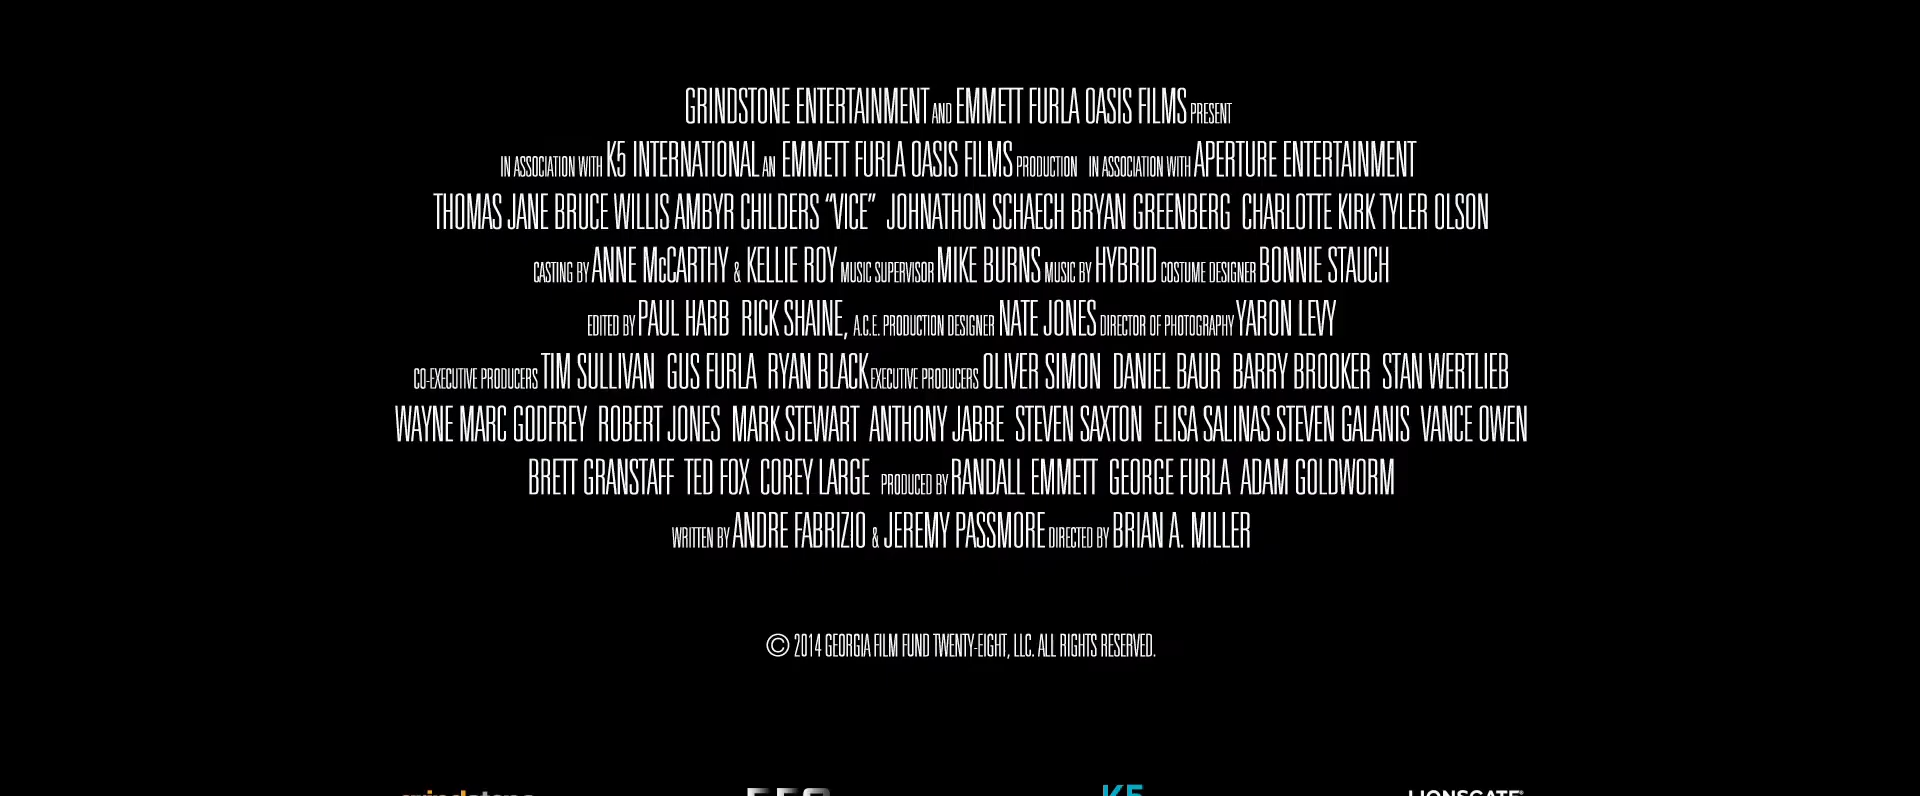 GRINDSTONE ENTERTAINMENT AND EMMETT FURLA OASIS FILMS PRESENT
IN ASSOCIATION WITH K5 INTERNATIONAL AN EMMETT FURLA OASIS FILMS PRODUCTION IN ASSOCIATION WITH APERTURE ENTERTAINMENT
THOMAS JANE BRUCE WILLIS AMBYR CHILDERS “VICE” JOHNATHON SCHAECH BRYAN GREENBERG CHARLOTTE KIRK TYLER OLSON
CASTING BY ANNE McCARTHY & KELLIE ROY MUSIC SUPERVISOR MIKE BURNS MUSIC BY HYBRID COSTUME DESIGNER BONNIE STAUCH
EDITED BY PAUL HARB RICK SHAINE, A.C.E. PRODUCTION DESIGNER NATE JONES DIRECTOR OF PHOTOGRAPHY YARON LEVY
CO-EXECUTIVE PRODUCERS TIM SULLIVAN GUS FURLA RYAN BLACK EXECUTIVE PRODUCERS OLIVER SIMON DANIEL BAUR BARRY BROOKER STAN WERTLIEB
WAYNE MARC GODFREY ROBERT JONES MARK STEWART ANTHONY JABRE STEVEN SAXTON ELISA SALINAS STEVEN GALANIS VANCE OWEN
BRETT GRANSTAFF TED FOX COREY LARGE PRODUCED BY RANDALL EMMETT GEORGE FURLA ADAM GOLDWORM
WRITTEN BY ANDRE FABRIZIO & JEREMY PASSMORE DIRECTED BY BRIAN A. MILLER
© 2014 GEORGIA FILM FUND TWENTY-EIGHT, LLC. ALL RIGHTS RESERVED.
grindstone K5 LIONSGATE®